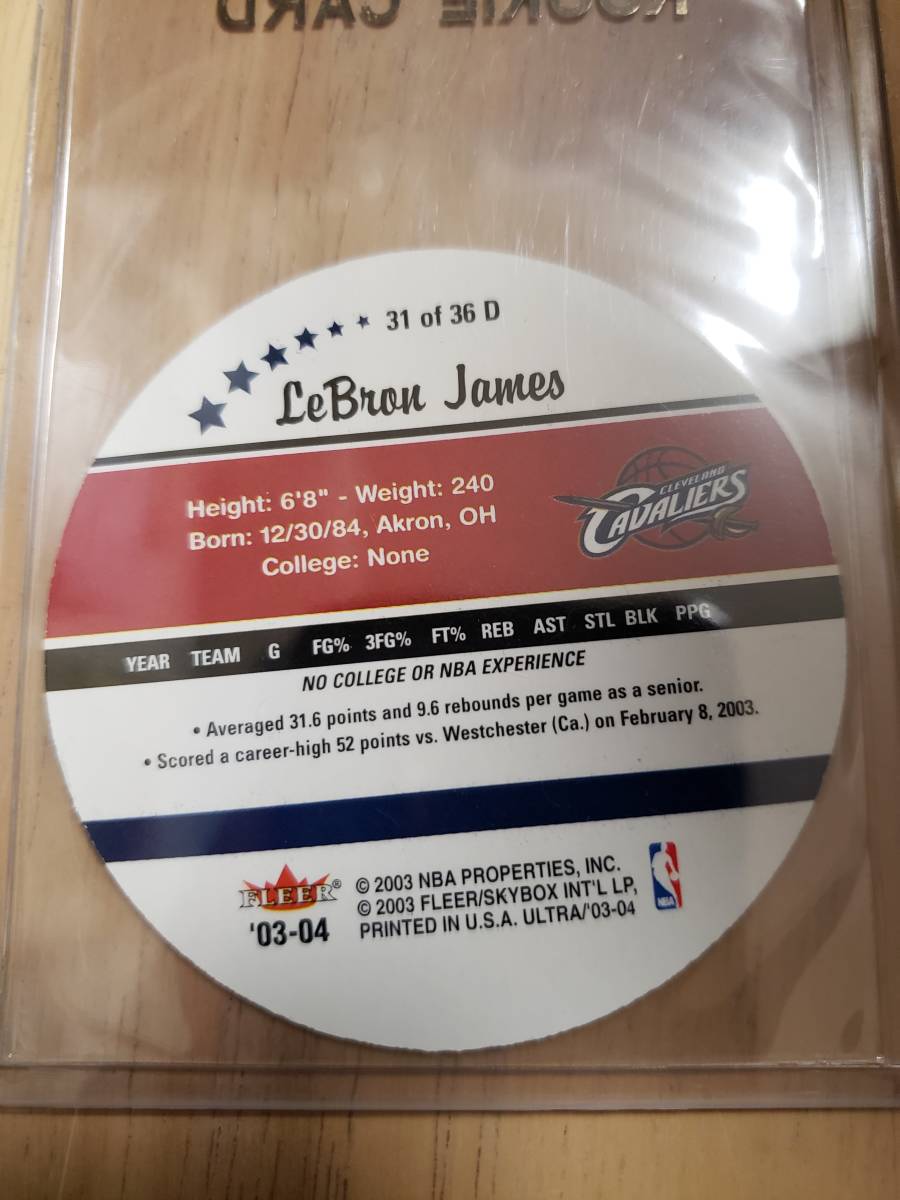 ROOKIE CARD
31 of 36 D
LeBron James
Height: 6'8" - Weight: 240
Born: 12/30/84, Akron, OH
College: None
CLEVELAND
CAVALIERS
YEAR TEAM G FG% 3FG% FT% REB AST STL BLK PPG
NO COLLEGE OR NBA EXPERIENCE
• Averaged 31.6 points and 9.6 rebounds per game as a senior.
• Scored a career-high 52 points vs. Westchester (Ca.) on February 8, 2003.
FLEER®
'03-04
© 2003 NBA PROPERTIES, INC.
© 2003 FLEER/SKYBOX INT'L LP,
PRINTED IN U.S.A. ULTRA/'03-04
NBA